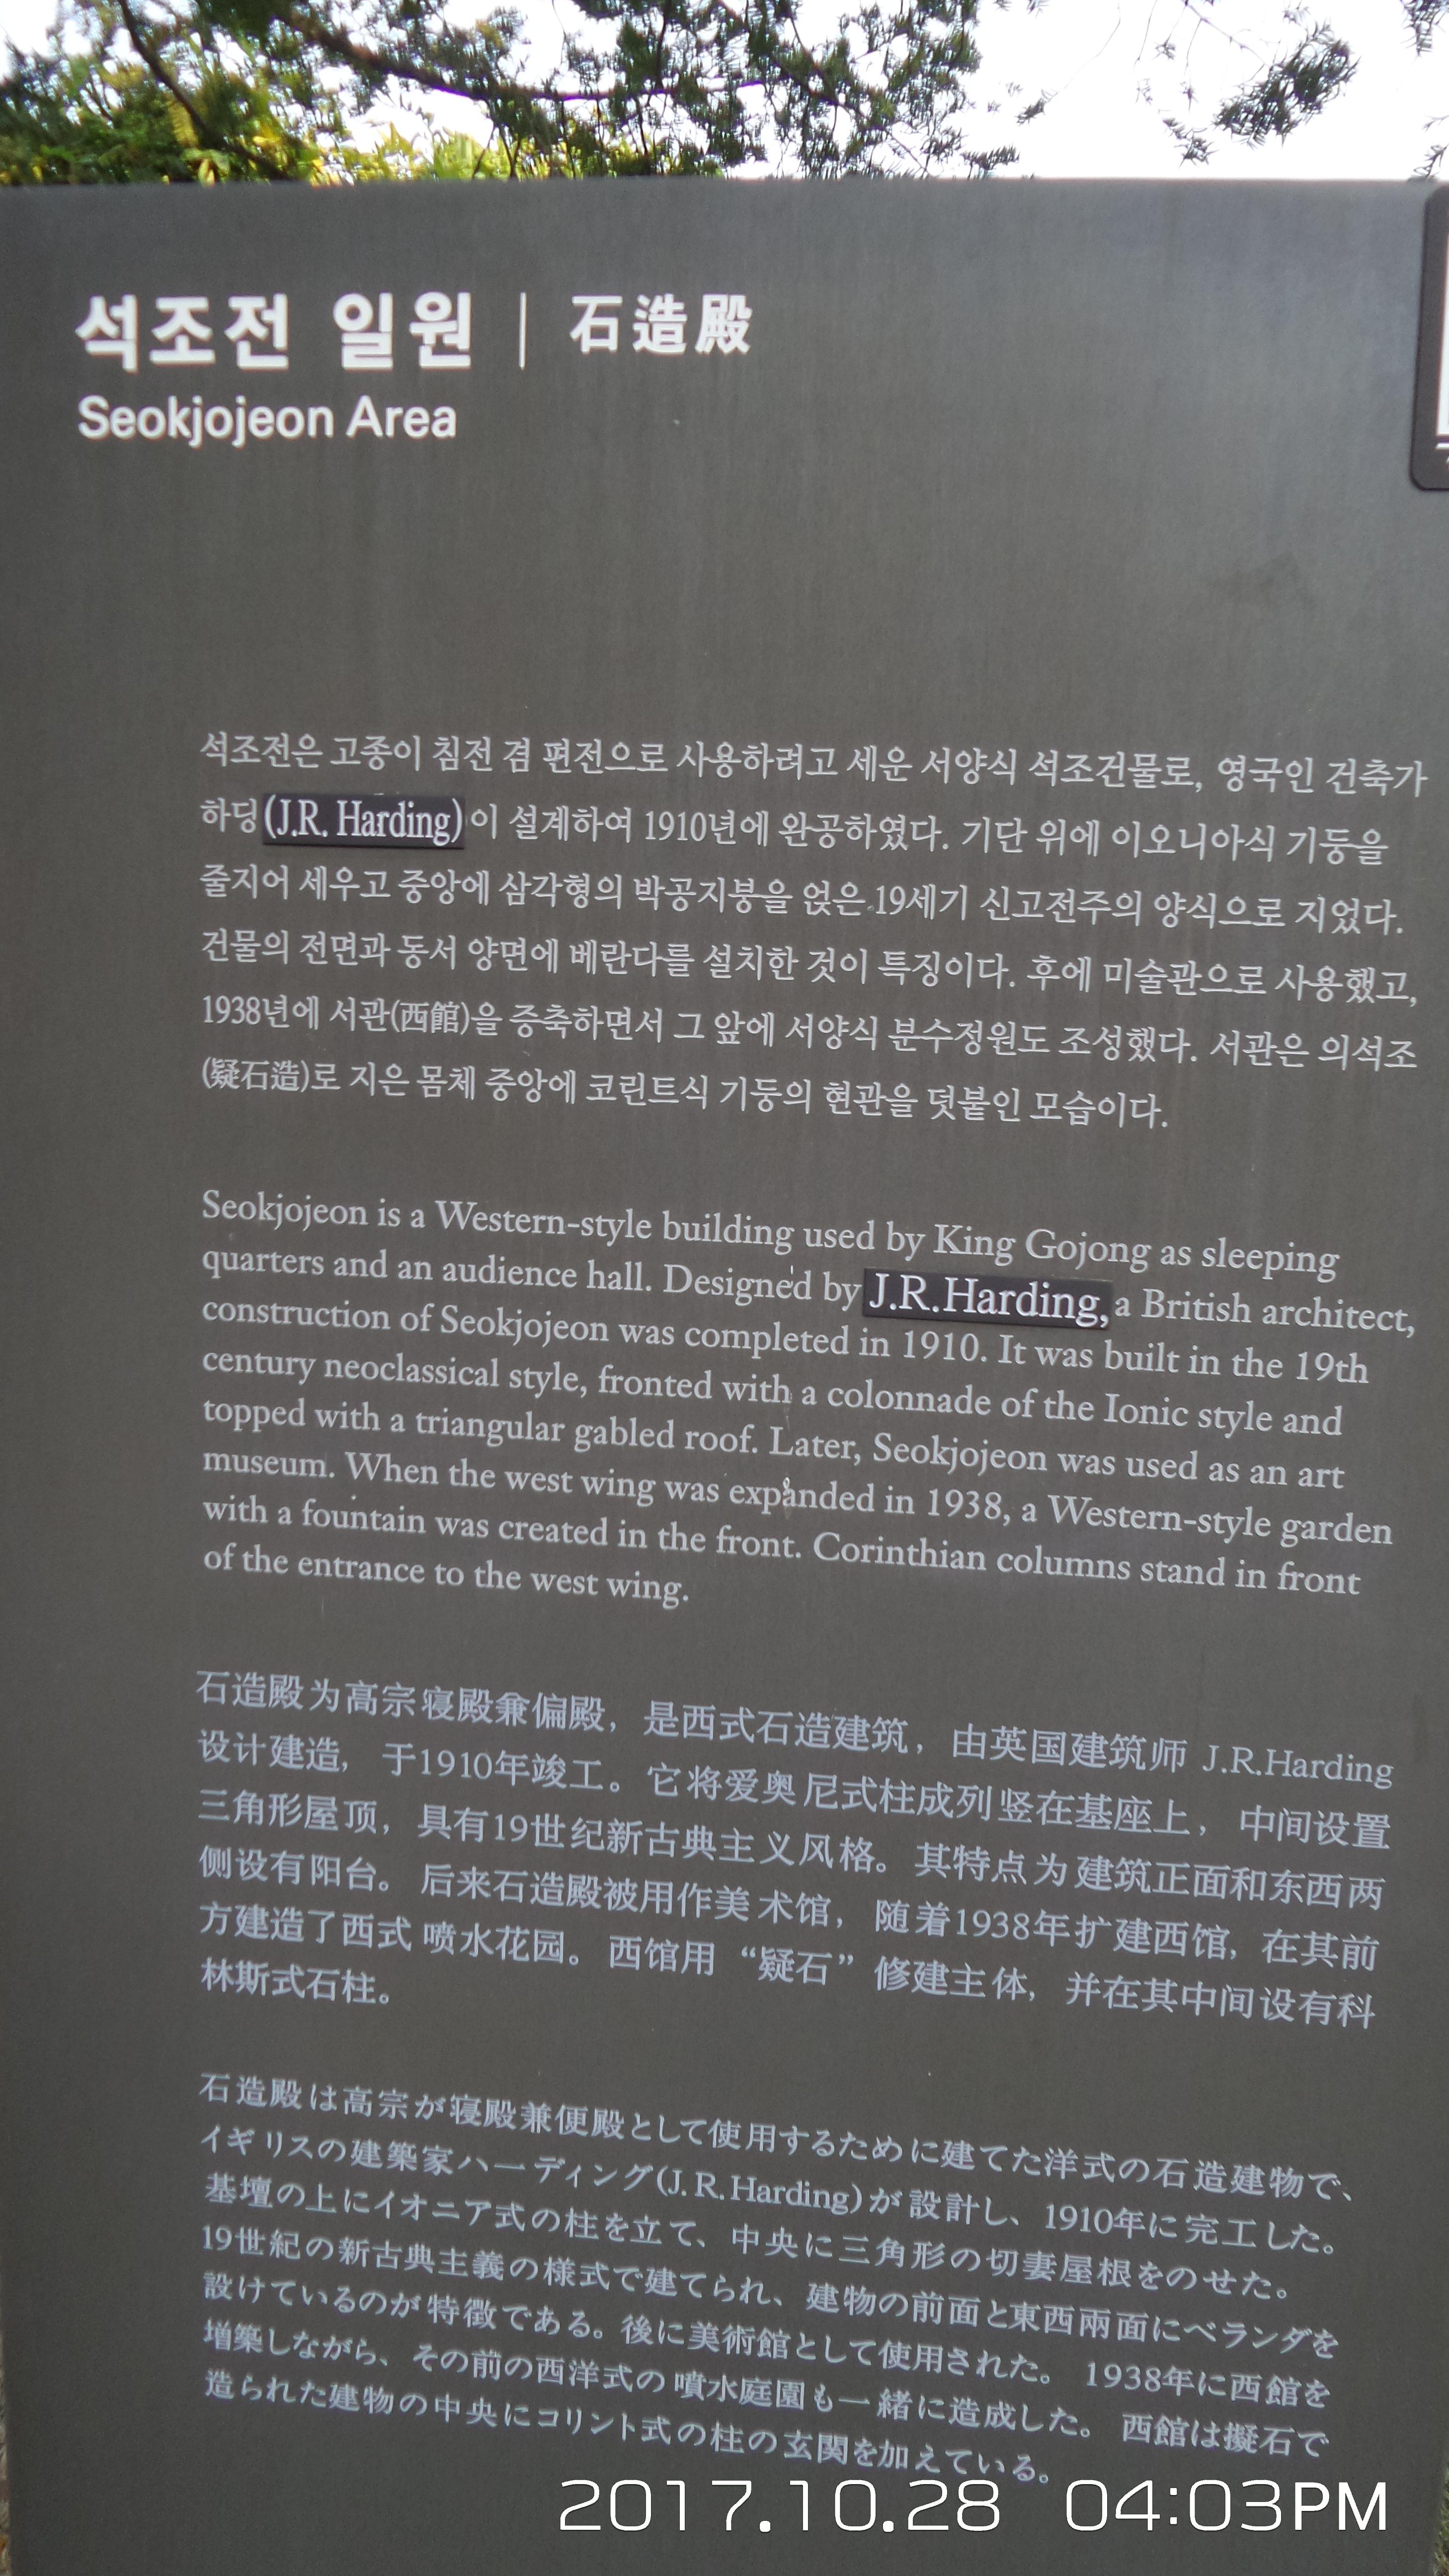 석조전 일원 | 石造殿
Seokjojeon Area
석조전은 고종이 침전 겸 편전으로 사용하려고 세운 서양식 석조건물로, 영국인 건축가
하딩(J.R. Harding)이 설계하여 1910년에 완공하였다. 기단 위에 이오니아식 기둥을
줄지어 세우고 중앙에 삼각형의 박공지붕을 얹은 19세기 신고전주의 양식으로 지었다.
건물의 전면과 동서 양면에 베란다를 설치한 것이 특징이다. 후에 미술관으로 사용했고,
1938년에 서관(西館)을 증축하면서 그 앞에 서양식 분수정원도 조성했다. 서관은 의석조
(疑石造)로 지은 몸체 중앙에 코린트식 기둥의 현관을 덧붙인 모습이다.
Seokjojeon is a Western-style building used by King Gojong as sleeping
quarters and an audience hall. Designed by J.R.Harding, a British architect,
construction of Seokjojeon was completed in 1910. It was built in the 19th
century neoclassical style, fronted with a colonnade of the Ionic style and
topped with a triangular gabled roof. Later, Seokjojeon was used as an art
museum. When the west wing was expanded in 1938, a Western-style garden
with a fountain was created in the front. Corinthian columns stand in front
of the entrance to the west wing.
石造殿为高宗寝殿兼偏殿，是西式石造建筑，由英国建筑师 J.R.Harding
设计建造，于1910年竣工。它将爱奥尼式柱成列竖在基座上，中间设置
三角形屋顶，具有19世纪新古典主义风格。其特点为建筑正面和东西两
侧设有阳台。后来石造殿被用作美术馆，随着1938年扩建西馆，在其前
方建造了西式喷水花园。西馆用“疑石”修建主体，并在其中间设有科
林斯式石柱。
石造殿は高宗が寝殿兼便殿として使用するために建てた洋式の石造建物で、
イギリスの建築家ハーディング(J.R.Harding)が設計し、1910年に完工した。
基壇の上にイオニア式の柱を立て、中央に三角形の切妻屋根をのせた。
19世紀の新古典主義の様式で建てられ、建物の前面と東西兩面にベランダを
設けているのが特徴である。後に美術館として使用された。1938年に西館を
増築しながら、その前の西洋式の噴水庭園も一緒に造成した。西館は擬石で
造られた建物の中央にコリント式の柱の玄関を加えている。
2017.10.28 04:03PM